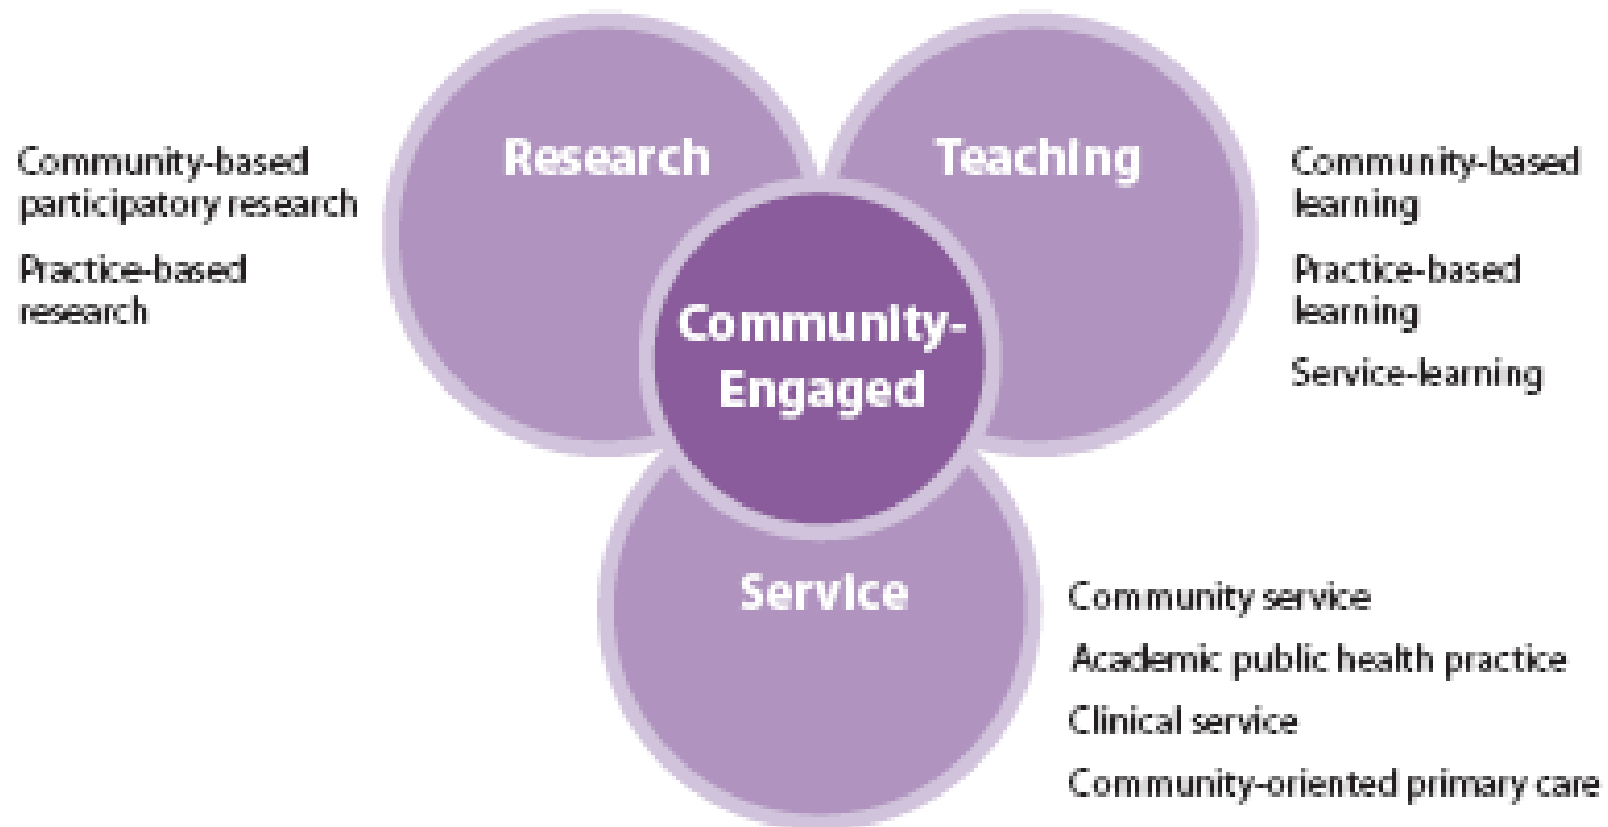 Research
Teaching
Community-based
participatory research
Practice-based
research
Community-based
learning
Practice-based
learning
Service-learning
Community-
Engaged
Service
Community service
Academic public health practice
Clinical service
Community-oriented primary care